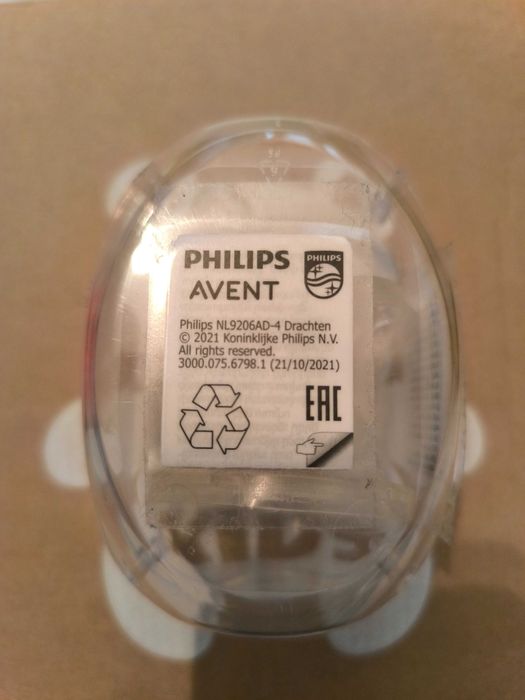 PHILIPS
PHILIPS
AVENT
Philips NL9206AD-4 Drachten
© 2021 Koninklijke Philips N.V.
All rights reserved.
3000.075.6798.1 (21/10/2021)
EAC